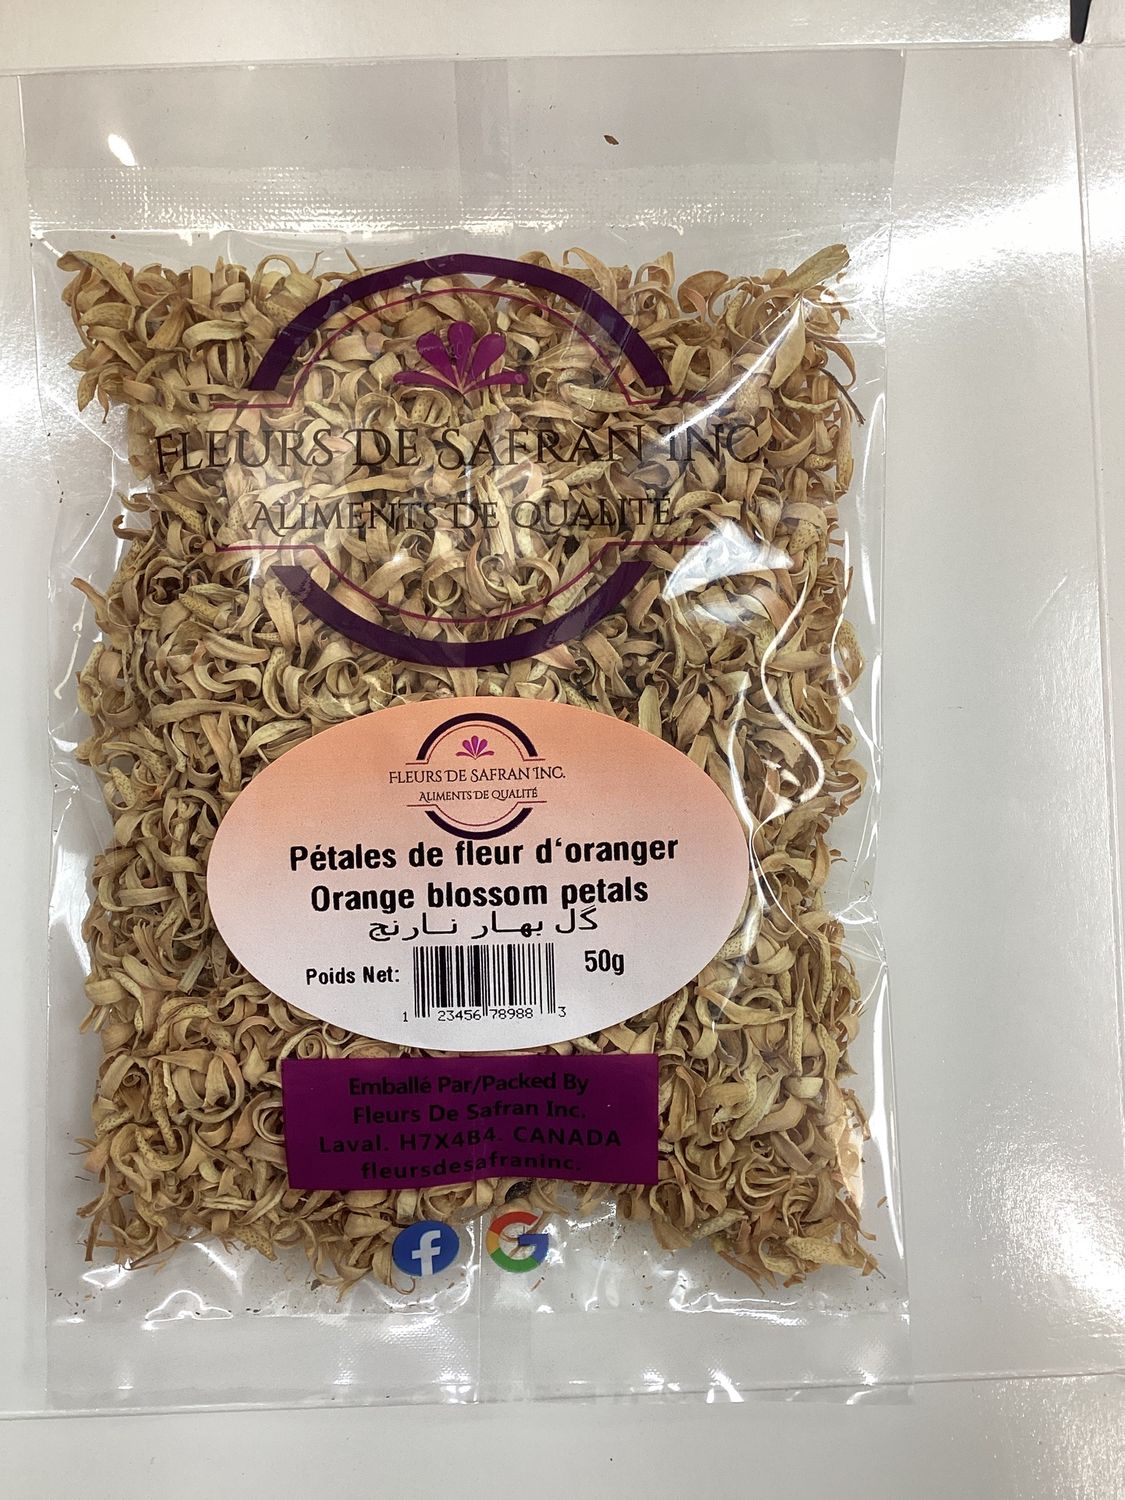 FLEURS DE SAFRAN INC
ALIMENTS DE QUALITÉ
FLEURS DE SAFRAN INC.
ALIMENTS DE QUALITÉ
Pétales de fleur d‘oranger
Orange blossom petals
گل بهار نارنج
Poids Net:
50g
1 23456 78988 3
Emballé Par/Packed By
Fleurs De Safran Inc.
Laval. H7X4B4. CANADA
fleursdesafraninc.